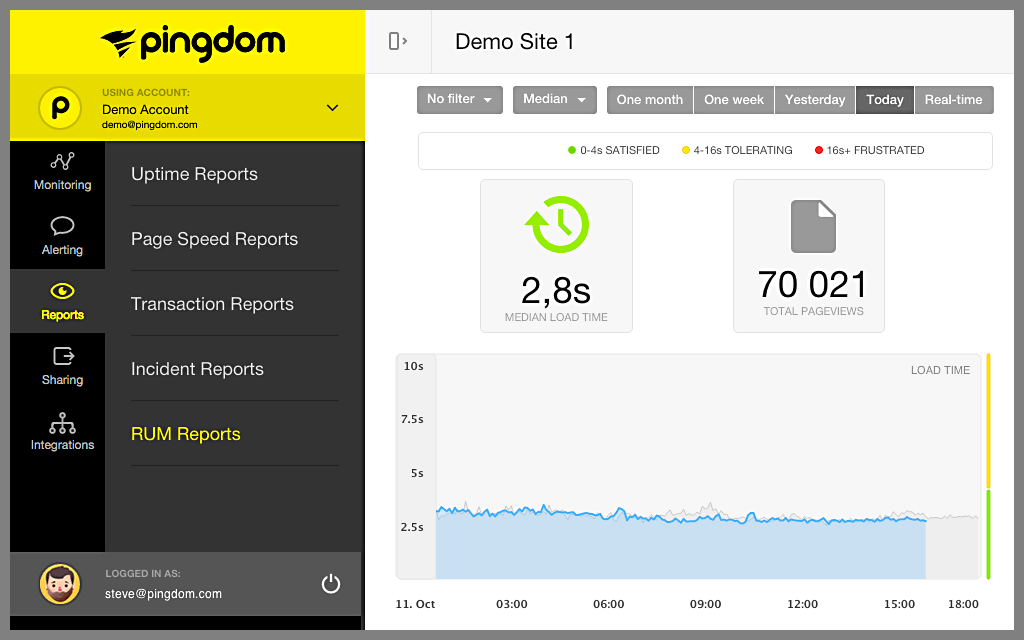 pingdom
Demo Site 1
USING ACCOUNT:
Demo Account
demo@pingdom.com
Monitoring
Alerting
Reports
Sharing
Integrations
Uptime Reports
Page Speed Reports
Transaction Reports
Incident Reports
RUM Reports
LOGGED IN AS:
steve@pingdom.com
No filter
Median
One month
One week
Yesterday
Today
Real-time
0-4s SATISFIED
4-16s TOLERATING
16s+ FRUSTRATED
2,8s
MEDIAN LOAD TIME
70 021
TOTAL PAGEVIEWS
LOAD TIME
10s
7.5s
5s
2.5s
11. Oct 03:00 06:00 09:00 12:00 15:00 18:00